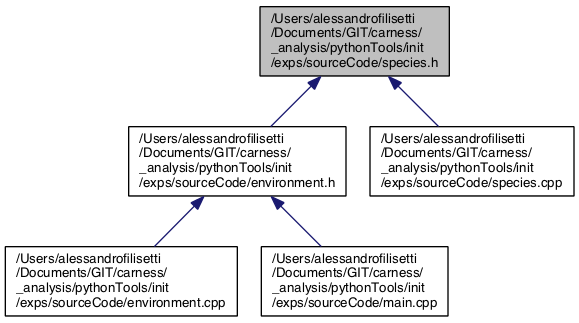 /Users/alessandrofilisetti
/Documents/GIT/carness/
_analysis/pythonTools/init
/exps/sourceCode/species.h
/Users/alessandrofilisetti
/Documents/GIT/carness/
_analysis/pythonTools/init
/exps/sourceCode/environment.h
/Users/alessandrofilisetti
/Documents/GIT/carness/
_analysis/pythonTools/init
/exps/sourceCode/species.cpp
/Users/alessandrofilisetti
/Documents/GIT/carness/
_analysis/pythonTools/init
/exps/sourceCode/environment.cpp
/Users/alessandrofilisetti
/Documents/GIT/carness/
_analysis/pythonTools/init
/exps/sourceCode/main.cpp